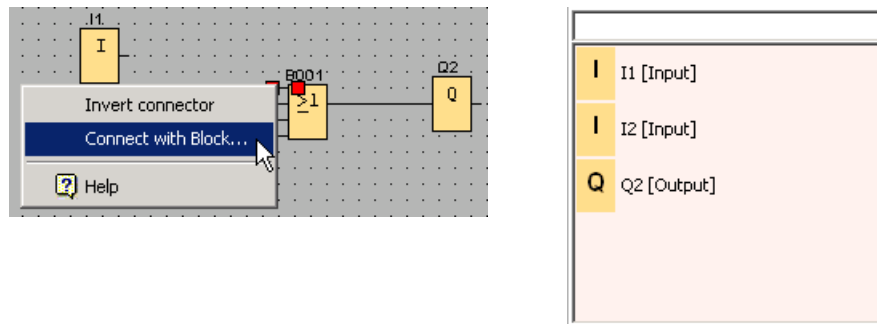 I1
I
B001
≥1
Q2
Q
Invert connector
Connect with Block...
? Help
I I1 [Input]
I I2 [Input]
Q Q2 [Output]